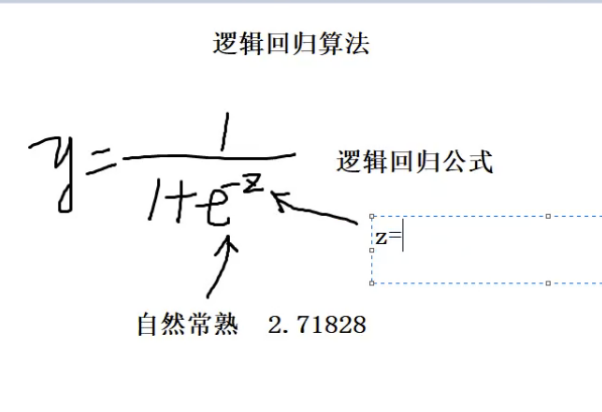 逻辑回归算法
y=1/(1+e^-z)
逻辑回归公式
z=
自然常熟 2.71828